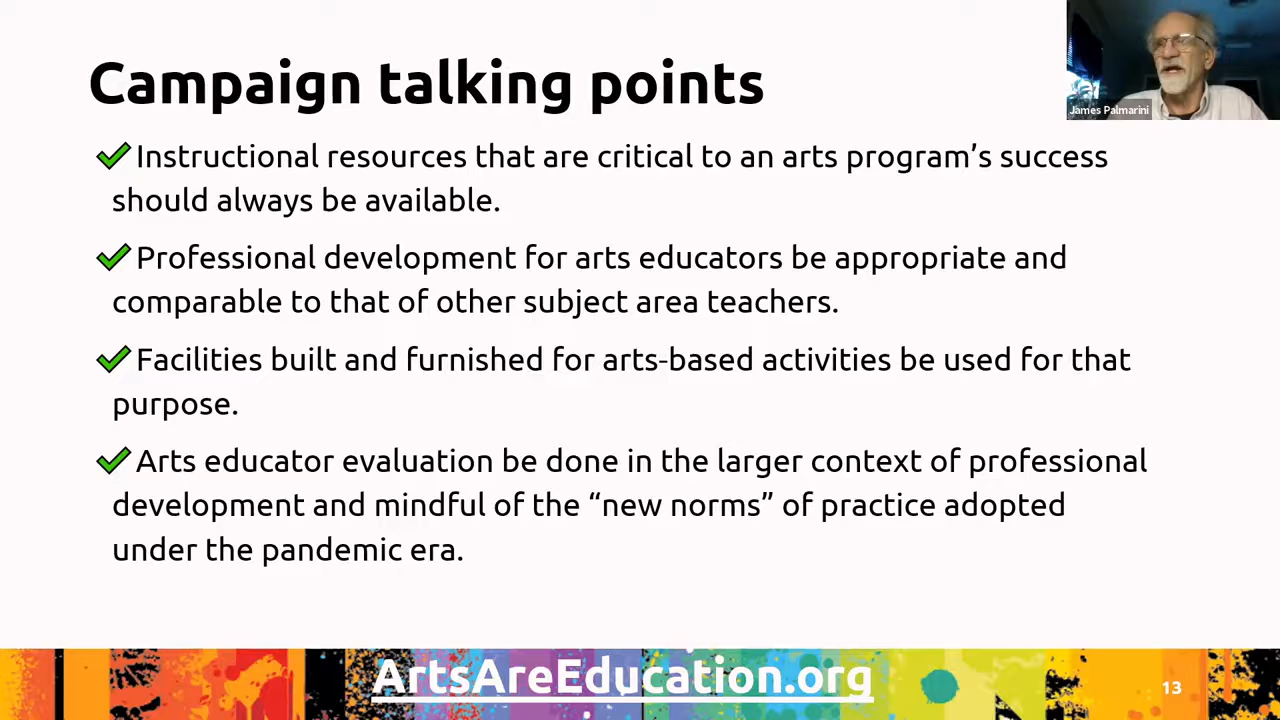 Campaign talking points
James Palmarini
Instructional resources that are critical to an arts program’s success
should always be available.
Professional development for arts educators be appropriate and
comparable to that of other subject area teachers.
Facilities built and furnished for arts-based activities be used for that
purpose.
Arts educator evaluation be done in the larger context of professional
development and mindful of the “new norms” of practice adopted
under the pandemic era.
ArtsAreEducation.org
13